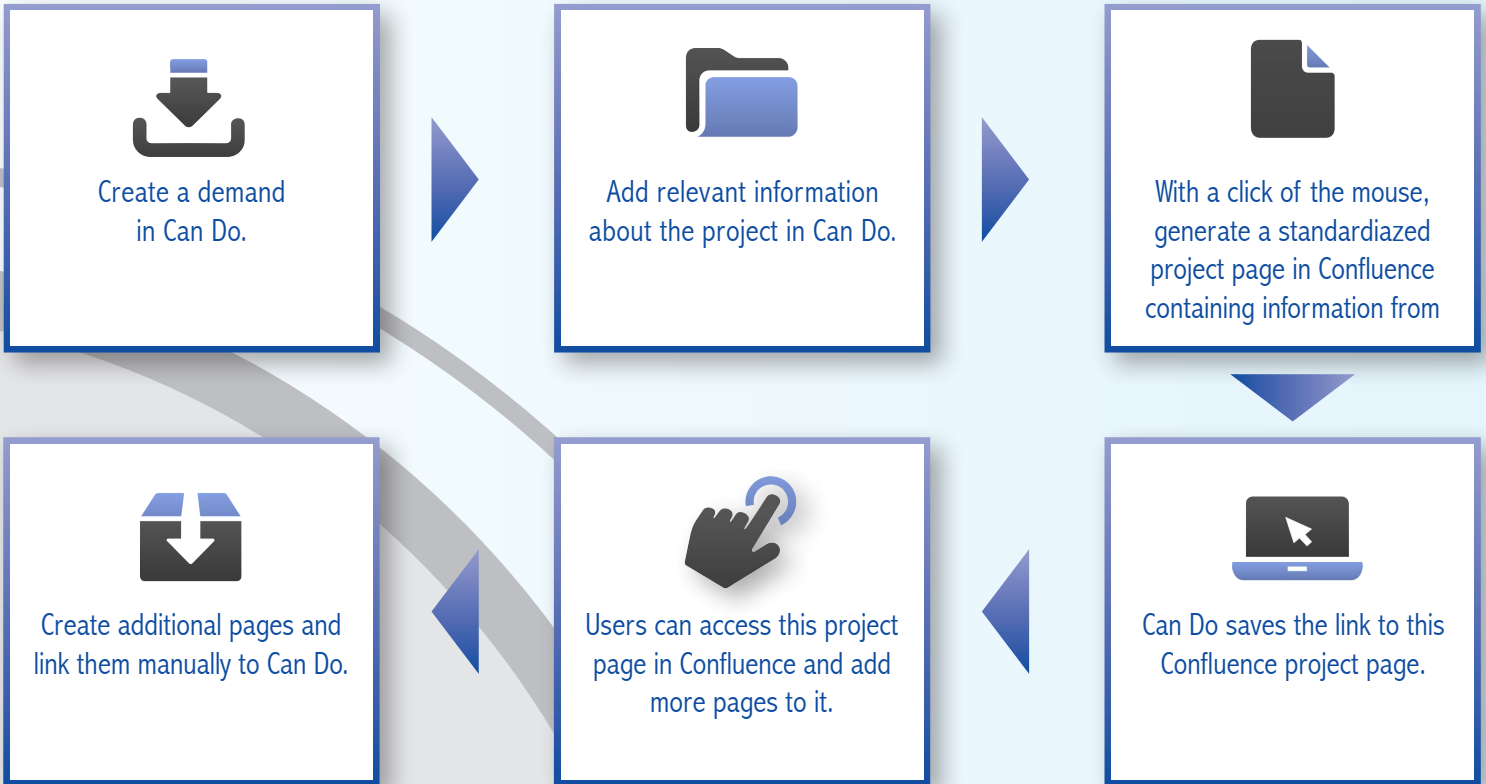 Create a demand
in Can Do.
Add relevant information
about the project in Can Do.
With a click of the mouse,
generate a standardiazed
project page in Confluence
containing information from
Can Do saves the link to this
Confluence project page.
Users can access this project
page in Confluence and add
more pages to it.
Create additional pages and
link them manually to Can Do.